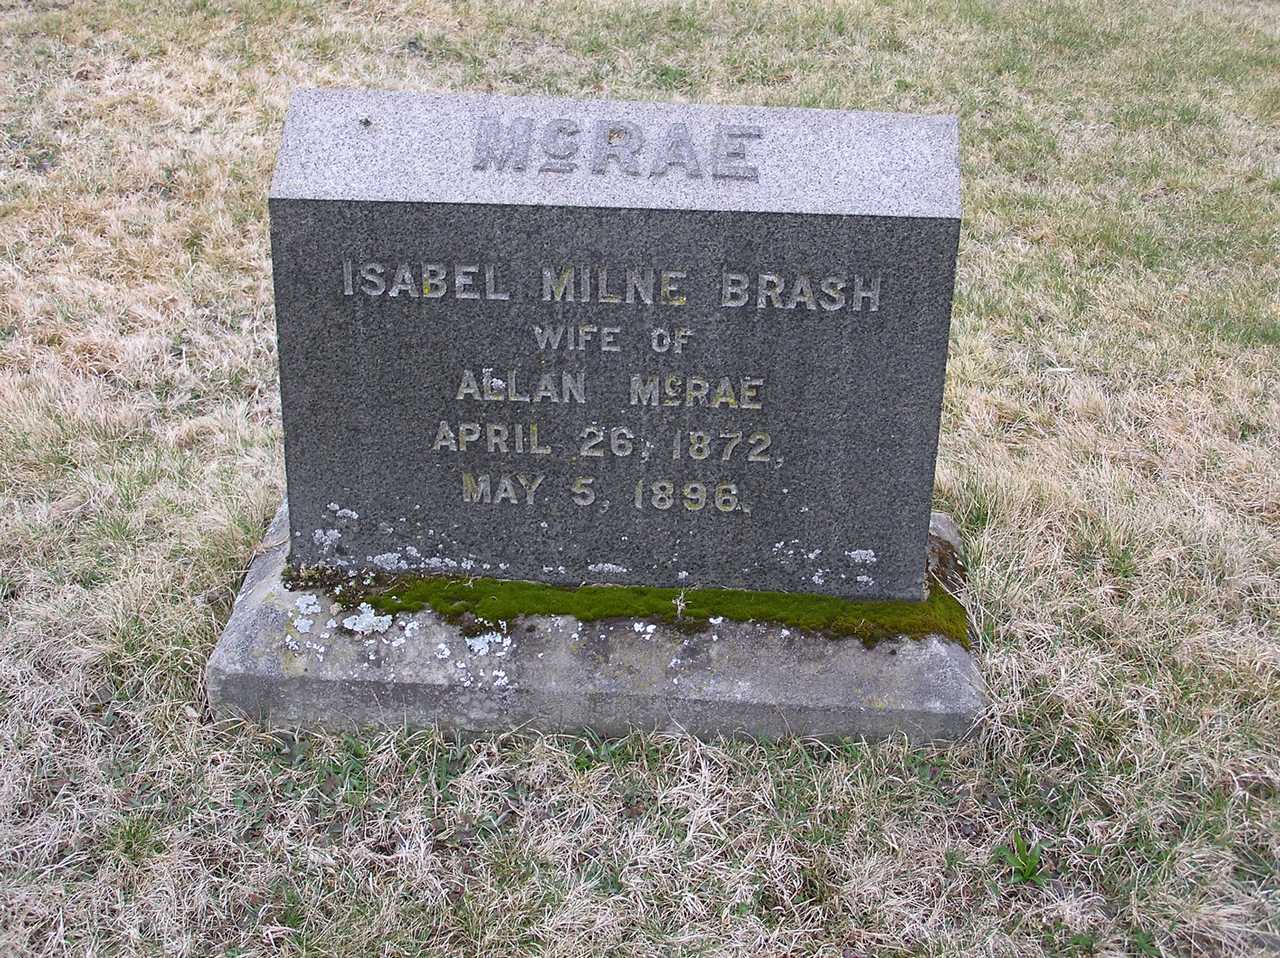 McRAE
ISABEL MILNE BRASH
WIFE OF
ALLAN McRAE
APRIL 26, 1872,
MAY 5, 1896.